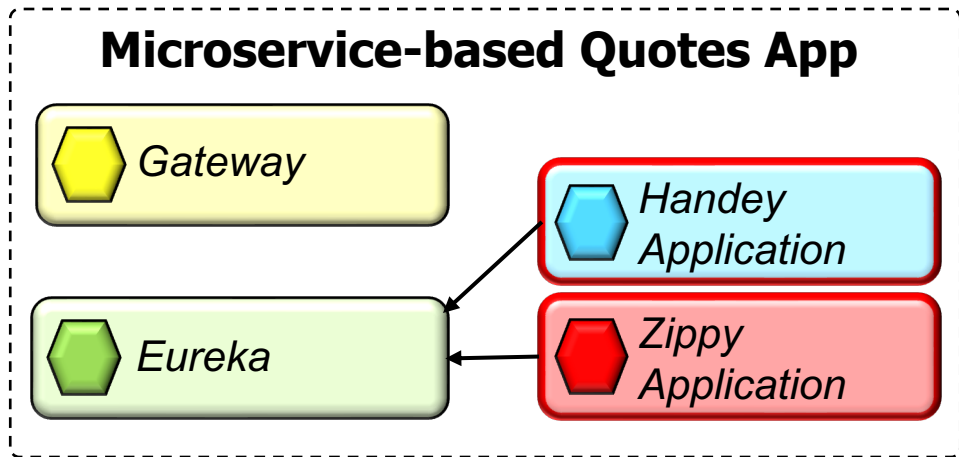 Microservice-based Quotes App
Gateway
Handey
Application
Eureka
Zippy
Application